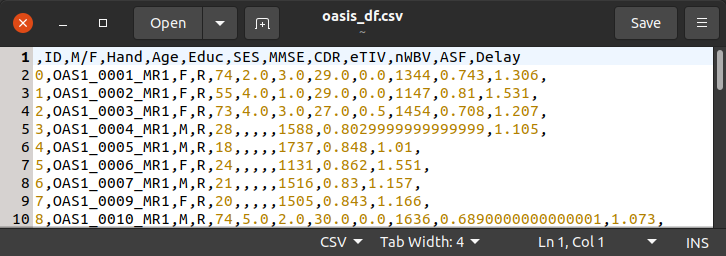 Open
oasis_df.csv
~
Save
1 ,ID,M/F,Hand,Age,Educ,SES,MMSE,CDR,eTIV,nWBV,ASF,Delay
2 0,OAS1_0001_MR1,F,R,74,2.0,3.0,29.0,0.0,1344,0.743,1.306,
3 1,OAS1_0002_MR1,F,R,55,4.0,1.0,29.0,0.0,1147,0.81,1.531,
4 2,OAS1_0003_MR1,F,R,73,4.0,3.0,27.0,0.5,1454,0.708,1.207,
5 3,OAS1_0004_MR1,M,R,28,,,,,1588,0.8029999999999999,1.105,
6 4,OAS1_0005_MR1,M,R,18,,,,,1737,0.848,1.01,
7 5,OAS1_0006_MR1,F,R,24,,,,,1131,0.862,1.551,
8 6,OAS1_0007_MR1,M,R,21,,,,,1516,0.83,1.157,
9 7,OAS1_0009_MR1,F,R,20,,,,,1505,0.843,1.166,
10 8,OAS1_0010_MR1,M,R,74,5.0,2.0,30.0,0.0,1636,0.6890000000000001,1.073,
CSV Tab Width: 4 Ln 1, Col 1 INS